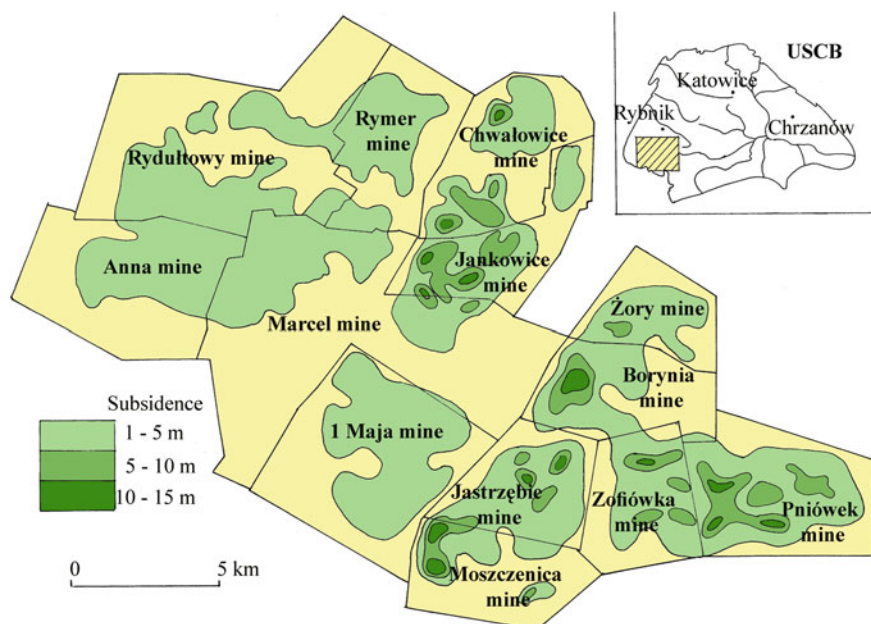 USCB
Katowice
Rybnik
Chrzanów
Rymer
mine
Chwałowice
mine
Rydułtowy mine
Anna mine
Jankowice
mine
Marcel mine
Żory mine
Borynia
mine
Subsidence
1 - 5 m
5 - 10 m
10 - 15 m
1 Maja mine
Jastrzębie
mine
Zofiówka
mine
Pniówek
mine
Moszczenica
mine
0 5 km